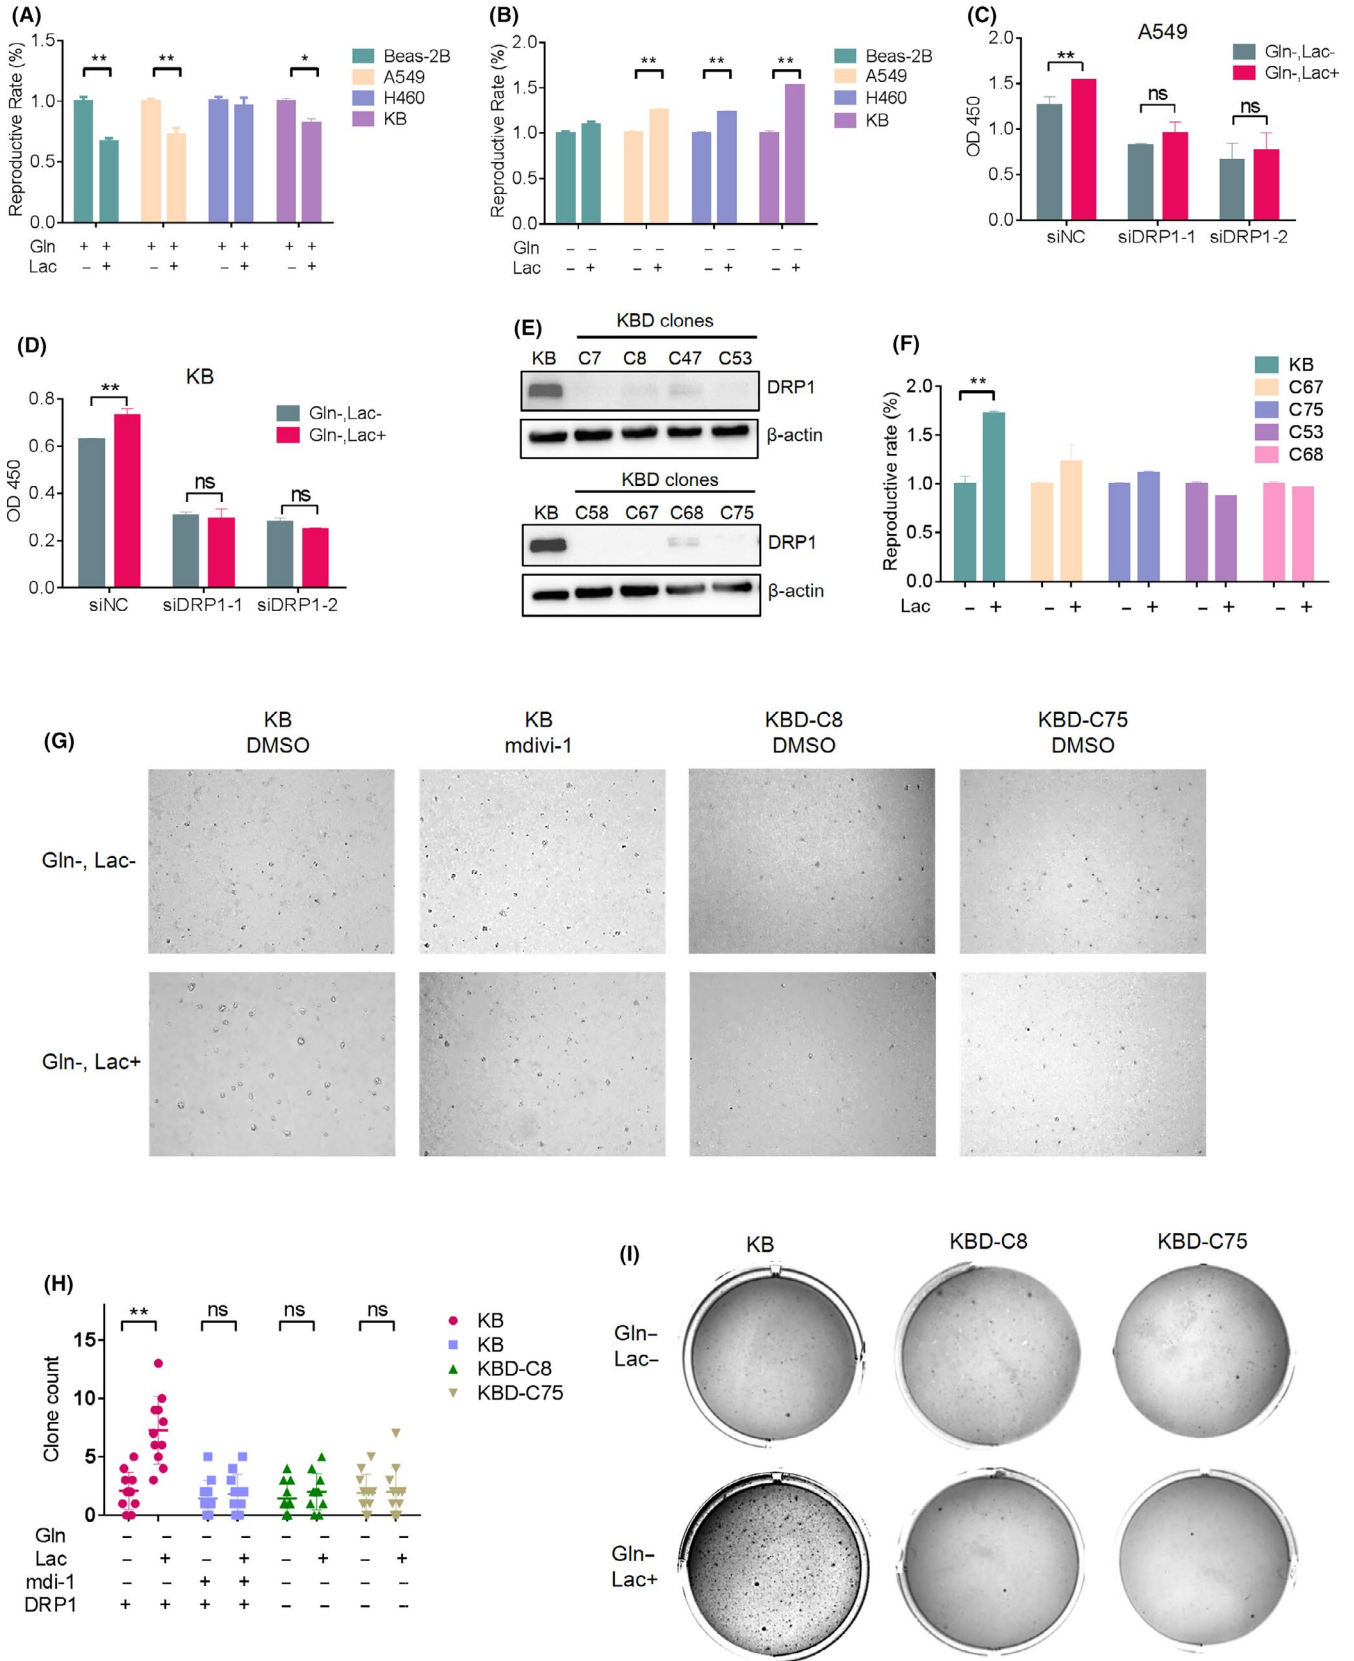 (A)
Reproductive Rate (%)
1.5
1.0
0.5
0.0
** ** *
Beas-2B
A549
H460
KB
Gln + + + + + + + +
Lac – + – + – + – +
(B)
Reproductive Rate (%)
2.0
1.5
1.0
0.5
0.0
** ** **
Beas-2B
A549
H460
KB
Gln – – – – – – – –
Lac – + – + – + – +
(C)
A549
OD 450
2.0
1.5
1.0
0.5
0.0
** ns ns
Gln-,Lac-
Gln-,Lac+
siNC siDRP1-1 siDRP1-2
(D)
KB
OD 450
0.8
0.6
0.4
0.2
0.0
** ns ns
Gln-,Lac-
Gln-,Lac+
siNC siDRP1-1 siDRP1-2
(E)
KBD clones
KB C7 C8 C47 C53
DRP1
β-actin
KBD clones
KB C58 C67 C68 C75
DRP1
β-actin
(F)
Reproductive rate (%)
2.0
1.5
1.0
0.5
0.0
**
KB
C67
C75
C53
C68
Lac – + – + – + – + – +
(G)
KB KB KBD-C8 KBD-C75
DMSO mdivi-1 DMSO DMSO
Gln-, Lac-
Gln-, Lac+
(H)
Clone count
15
10
5
0
** ns ns ns
KB
KB
KBD-C8
KBD-C75
Gln – – – – – – – –
Lac – + – + – + – +
mdi-1 – – + + – – – –
DRP1 + + + + – – – –
(I)
KB KBD-C8 KBD-C75
Gln–
Lac–
Gln–
Lac+